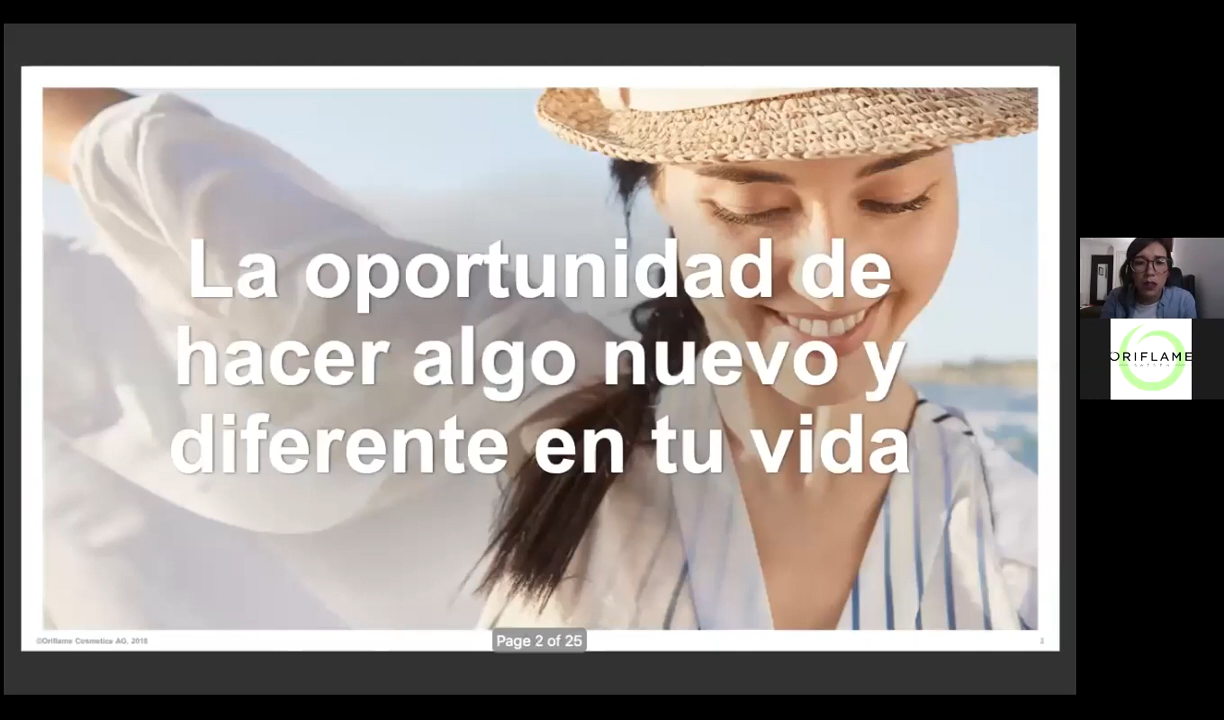 La oportunidad de
hacer algo nuevo y
diferente en tu vida
©Oriflame Cosmetics AG, 2018
Page 2 of 25
ORIFLAME